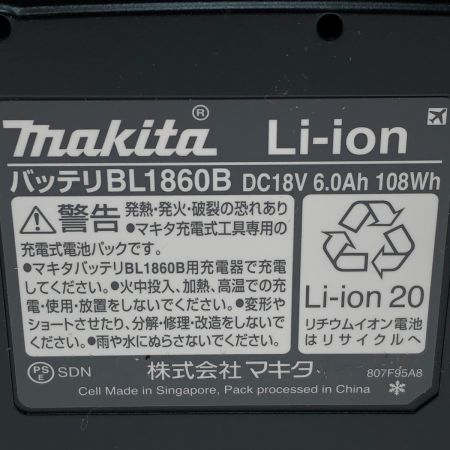 makita® Li-ion
バッテリBL1860B DC18V 6.0Ah 108Wh
警告 発熱・発火・破裂の恐れあり
●マキタ充電式工具専用の
充電式電池パックです。
●マキタバッテリBL1860B用充電器で充電
してください。●火中投入、加熱、高温での充
電・使用・放置をしないでください。●変形や
ショートさせたり、分解・修理・改造をしないで
ください。●雨や水にぬらさないでください。
Li-ion 20
リチウムイオン電池
はリサイクルへ
PS
E
SDN 株式会社 マキタ 807F95A8
Cell Made in Singapore, Pack processed in China